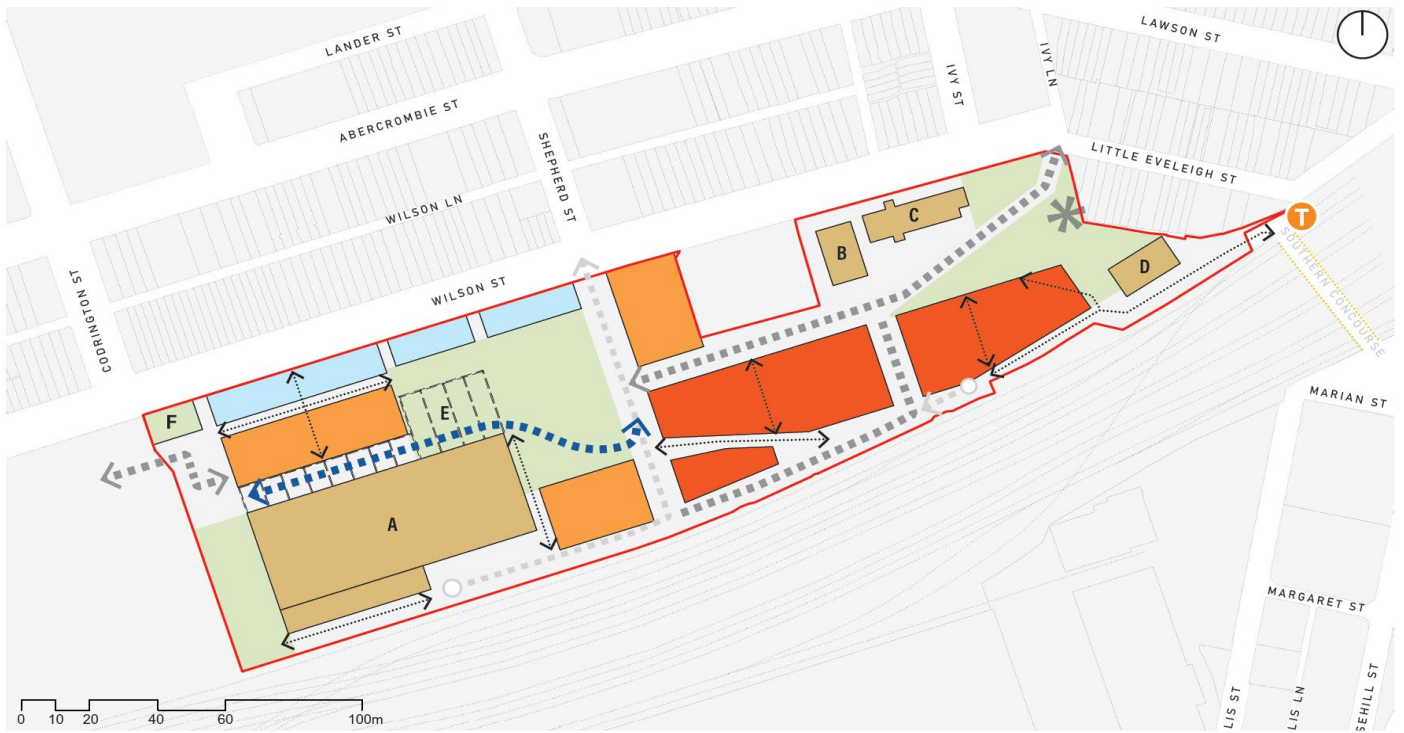 LANDER ST
LAWSON ST
IVY LN
IVY ST
ABERCROMBIE ST
SHEPHERD ST
LITTLE EVELEIGH ST
WILSON LN
C
T
B
D
SOUTHERN CONCOURSE
CODRINGTON ST
WILSON ST
F
E
A
MARIAN ST
MARGARET ST
LIS ST
LIS LN
SEHILL ST
0 10 20 40 60 100m